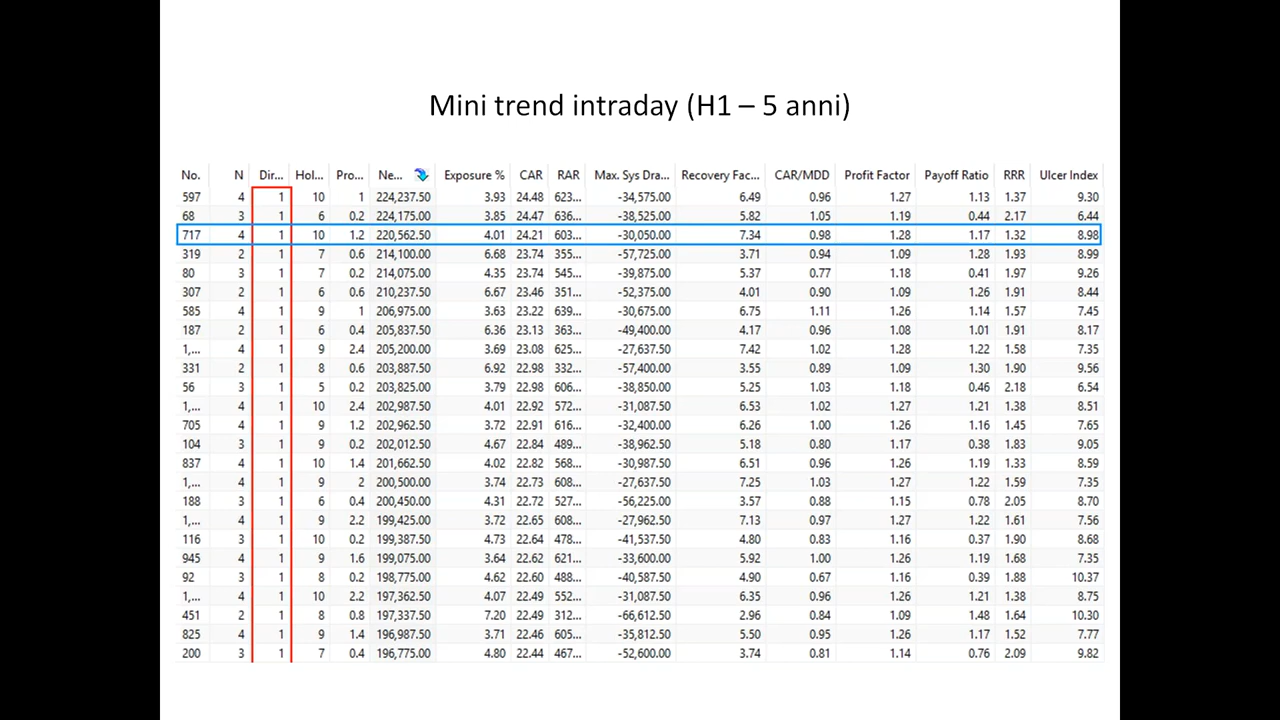 Mini trend intraday (H1 – 5 anni)
No. N Dir... Hol... Pro... Ne... Exposure % CAR RAR Max. Sys Dra... Recovery Fac... CAR/MDD Profit Factor Payoff Ratio RRR Ulcer Index
597 4 1 10 1 224,237.50 3.93 24.48 623... -34,575.00 6.49 0.96 1.27 1.13 1.37 9.30
68 3 1 6 0.2 224,175.00 3.85 24.47 636... -38,525.00 5.82 1.05 1.19 0.44 2.17 6.44
717 4 1 10 1.2 220,562.50 4.01 24.21 603... -30,050.00 7.34 0.98 1.28 1.17 1.32 8.98
319 2 1 7 0.6 214,100.00 6.68 23.74 355... -57,725.00 3.71 0.94 1.09 1.28 1.93 8.99
80 3 1 7 0.2 214,075.00 4.35 23.74 545... -39,875.00 5.37 0.77 1.18 0.41 1.97 9.26
307 2 1 6 0.6 210,237.50 6.67 23.46 351... -52,375.00 4.01 0.90 1.09 1.26 1.91 8.44
585 4 1 9 1 206,975.00 3.63 23.22 639... -30,675.00 6.75 1.11 1.26 1.14 1.57 7.45
187 2 1 6 0.4 205,837.50 6.36 23.13 363... -49,400.00 4.17 0.96 1.08 1.01 1.91 8.17
1,... 4 1 9 2.4 205,200.00 3.69 23.08 625... -27,637.50 7.42 1.02 1.28 1.22 1.58 7.35
331 2 1 8 0.6 203,887.50 6.92 22.98 332... -57,400.00 3.55 0.89 1.09 1.30 1.90 9.56
56 3 1 5 0.2 203,825.00 3.79 22.98 606... -38,850.00 5.25 1.03 1.18 0.46 2.18 6.54
1,... 4 1 10 2.4 202,987.50 4.01 22.92 572... -31,087.50 6.53 1.02 1.27 1.21 1.38 8.51
705 4 1 9 1.2 202,962.50 3.72 22.91 616... -32,400.00 6.26 1.00 1.26 1.16 1.45 7.65
104 3 1 9 0.2 202,012.50 4.67 22.84 489... -38,962.50 5.18 0.80 1.17 0.38 1.83 9.05
837 4 1 10 1.4 201,662.50 4.02 22.82 568... -30,987.50 6.51 0.96 1.26 1.19 1.33 8.59
1,... 4 1 9 2 200,500.00 3.74 22.73 608... -27,637.50 7.25 1.03 1.27 1.22 1.59 7.35
188 3 1 6 0.4 200,450.00 4.31 22.72 527... -56,225.00 3.57 0.88 1.15 0.78 2.05 8.70
1,... 4 1 9 2.2 199,425.00 3.72 22.65 608... -27,962.50 7.13 0.97 1.27 1.22 1.61 7.56
116 3 1 10 0.2 199,387.50 4.73 22.64 478... -41,537.50 4.80 0.83 1.16 0.37 1.90 8.68
945 4 1 9 1.6 199,075.00 3.64 22.62 621... -33,600.00 5.92 1.00 1.26 1.19 1.68 7.35
92 3 1 8 0.2 198,775.00 4.62 22.60 488... -40,587.50 4.90 0.67 1.16 0.39 1.88 10.37
1,... 4 1 10 2.2 197,362.50 4.07 22.49 552... -31,087.50 6.35 0.96 1.26 1.21 1.38 8.75
451 2 1 8 0.8 197,337.50 7.20 22.49 312... -66,612.50 2.96 0.84 1.09 1.48 1.64 10.30
825 4 1 9 1.4 196,987.50 3.71 22.46 605... -35,812.50 5.50 0.95 1.26 1.17 1.52 7.77
200 3 1 7 0.4 196,775.00 4.80 22.44 467... -52,600.00 3.74 0.81 1.14 0.76 2.09 9.82